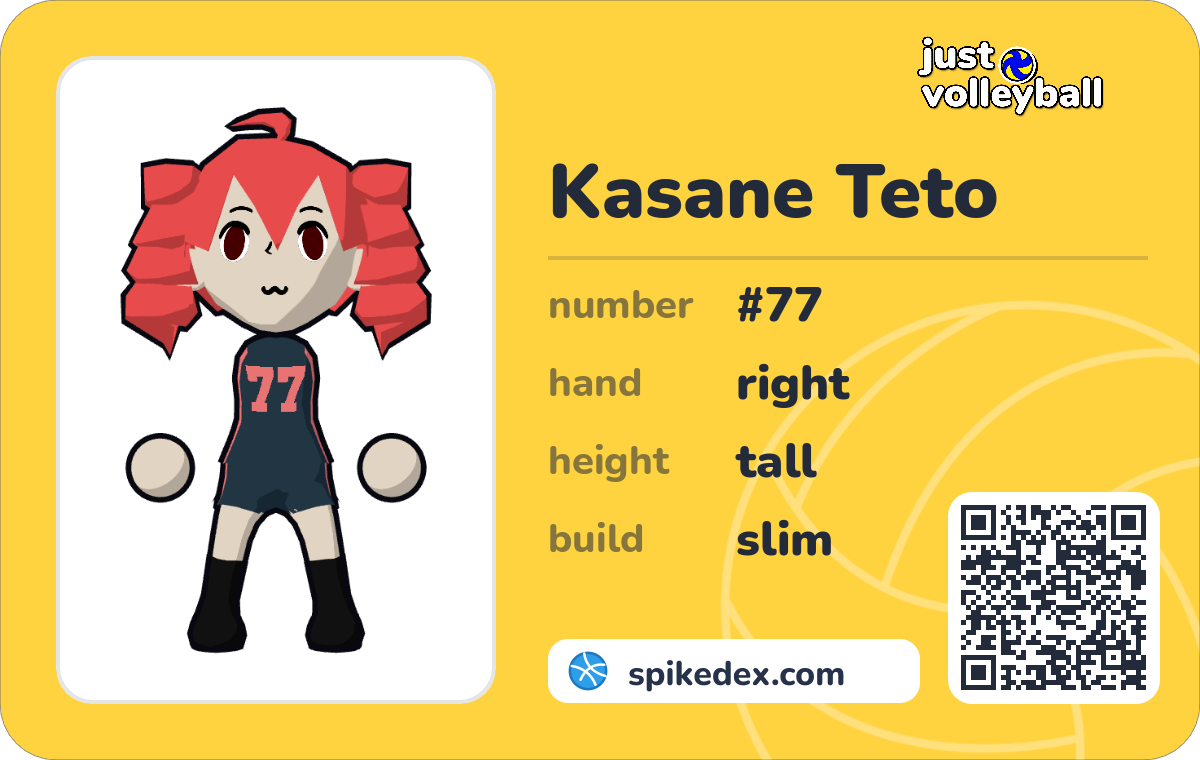 just
volleyball
Kasane Teto
number #77
hand right
height tall
build slim
77
spikedex.com